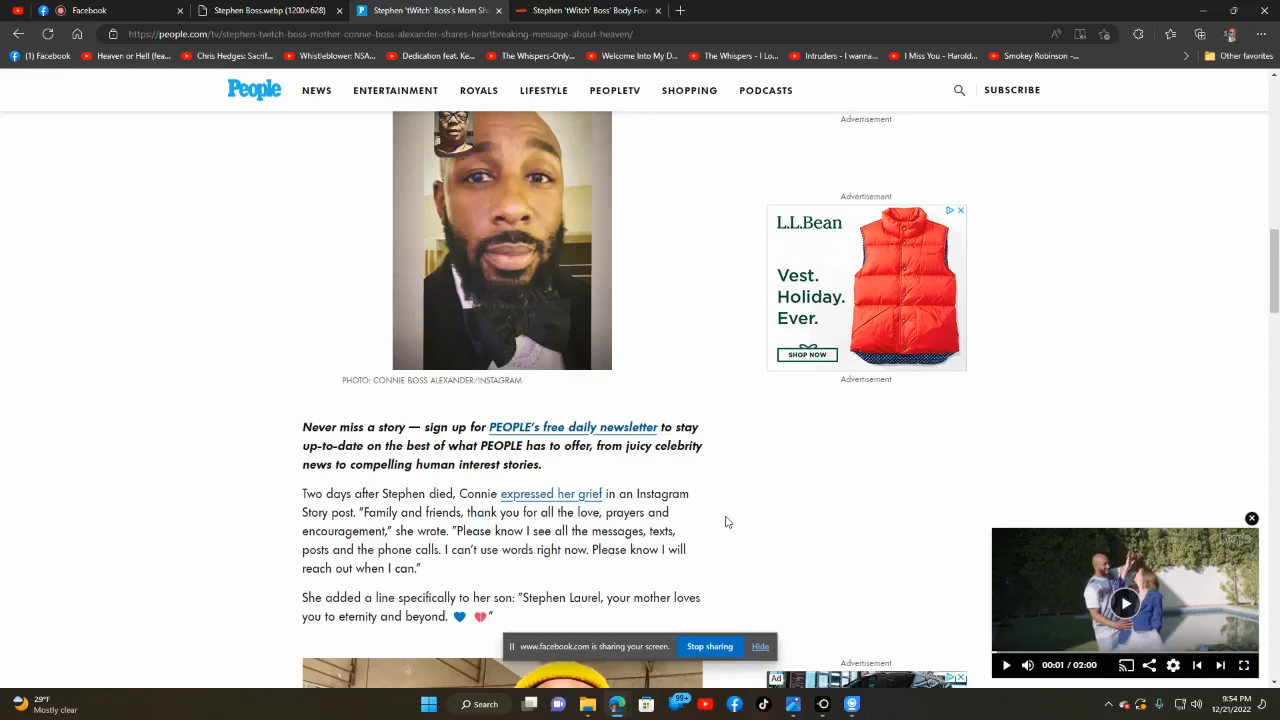 Facebook
Stephen Boss.webp (1200×628)
Stephen 'tWitch' Boss's Mom Sh
Stephen 'tWitch' Boss' Body Four
https://people.com/tv/stephen-twitch-boss-mother-connie-boss-alexander-shares-heartbreaking-message-about-heaven/
(1) Facebook
Heaven or Hell (fea...
Chris Hedges: Sacrif...
Whistleblower: NSA...
Dedication feat. Ke...
The Whispers-Only...
Welcome Into My D...
The Whispers - I Lo...
Intruders - I wanna...
I Miss You - Harold...
Smokey Robinson -...
Other favorites
People
NEWS
ENTERTAINMENT
ROYALS
LIFESTYLE
PEOPLETV
SHOPPING
PODCASTS
SUBSCRIBE
Advertisement
Advertisement
L.L.Bean
Vest.
Holiday.
Ever.
SHOP NOW
Advertisement
PHOTO: CONNIE BOSS ALEXANDER/INSTAGRAM
Never miss a story — sign up for PEOPLE's free daily newsletter to stay
up-to-date on the best of what PEOPLE has to offer, from juicy celebrity
news to compelling human interest stories.
Two days after Stephen died, Connie expressed her grief in an Instagram
Story post. "Family and friends, thank you for all the love, prayers and
encouragement," she wrote. "Please know I see all the messages, texts,
posts and the phone calls. I can't use words right now. Please know I will
reach out when I can."
She added a line specifically to her son: "Stephen Laurel, your mother loves
you to eternity and beyond. 💙 💔"
00:01 / 02:00
www.facebook.com is sharing your screen.
Stop sharing
Hide
Advertisement
Ad
29°F
Mostly clear
Search
99+
9:54 PM
12/21/2022